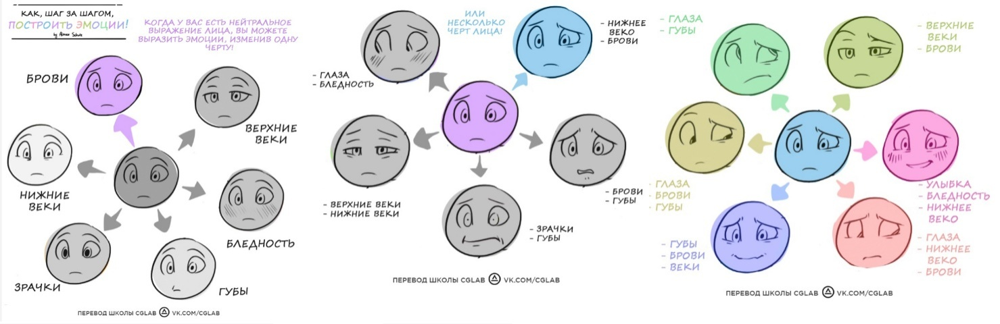 КАК, ШАГ ЗА ШАГОМ,
ПОСТРОИТЬ ЭМОЦИИ!
КОГДА У ВАС ЕСТЬ НЕЙТРАЛЬНОЕ
ВЫРАЖЕНИЕ ЛИЦА, ВЫ МОЖЕТЕ
ВЫРАЗИТЬ ЭМОЦИИ, ИЗМЕНИВ ОДНУ
ЧЕРТУ!
БРОВИ
ВЕРХНИЕ
ВЕКИ
НИЖНИЕ
ВЕКИ
БЛЕДНОСТЬ
ЗРАЧКИ
ГУБЫ
ПЕРЕВОД ШКОЛЫ CGLAB VK.COM/CGLAB
ИЛИ
НЕСКОЛЬКО
ЧЕРТ ЛИЦА!
- НИЖНЕЕ
ВЕКО
- БРОВИ
- ГЛАЗА
- БЛЕДНОСТЬ
- ВЕРХНИЕ ВЕКИ
- НИЖНИЕ ВЕКИ
- БРОВИ
- ГУБЫ
- ЗРАЧКИ
- ГУБЫ
ПЕРЕВОД ШКОЛЫ CGLAB VK.COM/CGLAB
- ГЛАЗА
- ГУБЫ
- ВЕРХНИЕ
ВЕКИ
- БРОВИ
- ГЛАЗА
- БРОВИ
- ГУБЫ
- УЛЫБКА
- БЛЕДНОСТЬ
- НИЖНЕЕ
ВЕКО
- ГУБЫ
- БРОВИ
- ВЕКИ
- ГЛАЗА
- НИЖНЕЕ
ВЕКО
- БРОВИ
ПЕРЕВОД ШКОЛЫ CGLAB VK.COM/CGLAB